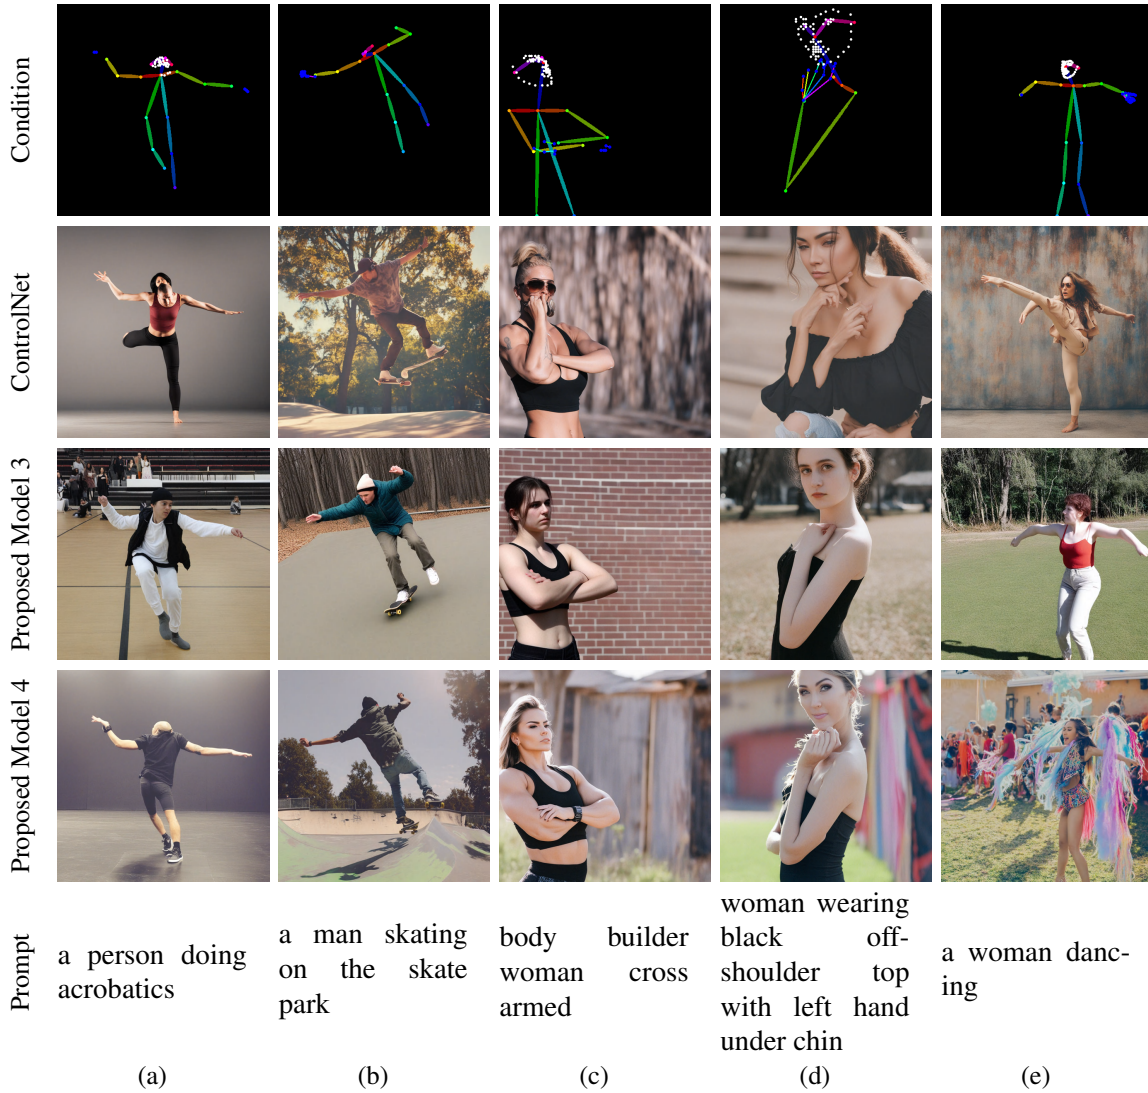 Condition
ControlNet
Proposed Model 3
Proposed Model 4
Prompt
a person doing
acrobatics
a man skating
on the skate
park
body builder
woman cross
armed
woman wearing
black off-
shoulder top
with left hand
under chin
a woman danc-
ing
(a)
(b)
(c)
(d)
(e)